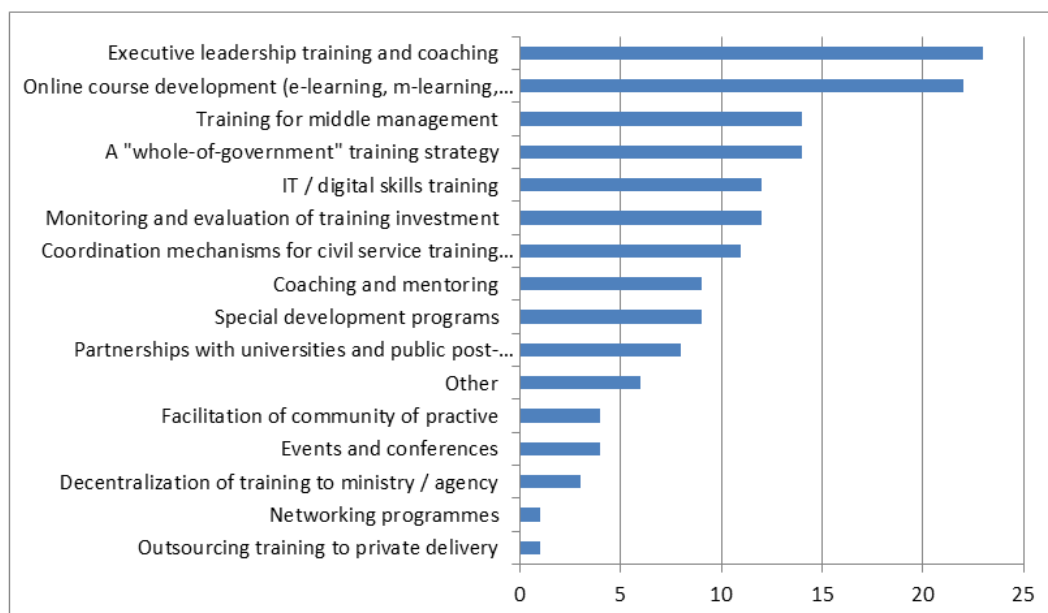 Executive leadership training and coaching
Online course development (e-learning, m-learning,...
Training for middle management
A "whole-of-government" training strategy
IT / digital skills training
Monitoring and evaluation of training investment
Coordination mechanisms for civil service training...
Coaching and mentoring
Special development programs
Partnerships with universities and public post-...
Other
Facilitation of community of practive
Events and conferences
Decentralization of training to ministry / agency
Networking programmes
Outsourcing training to private delivery
0 5 10 15 20 25